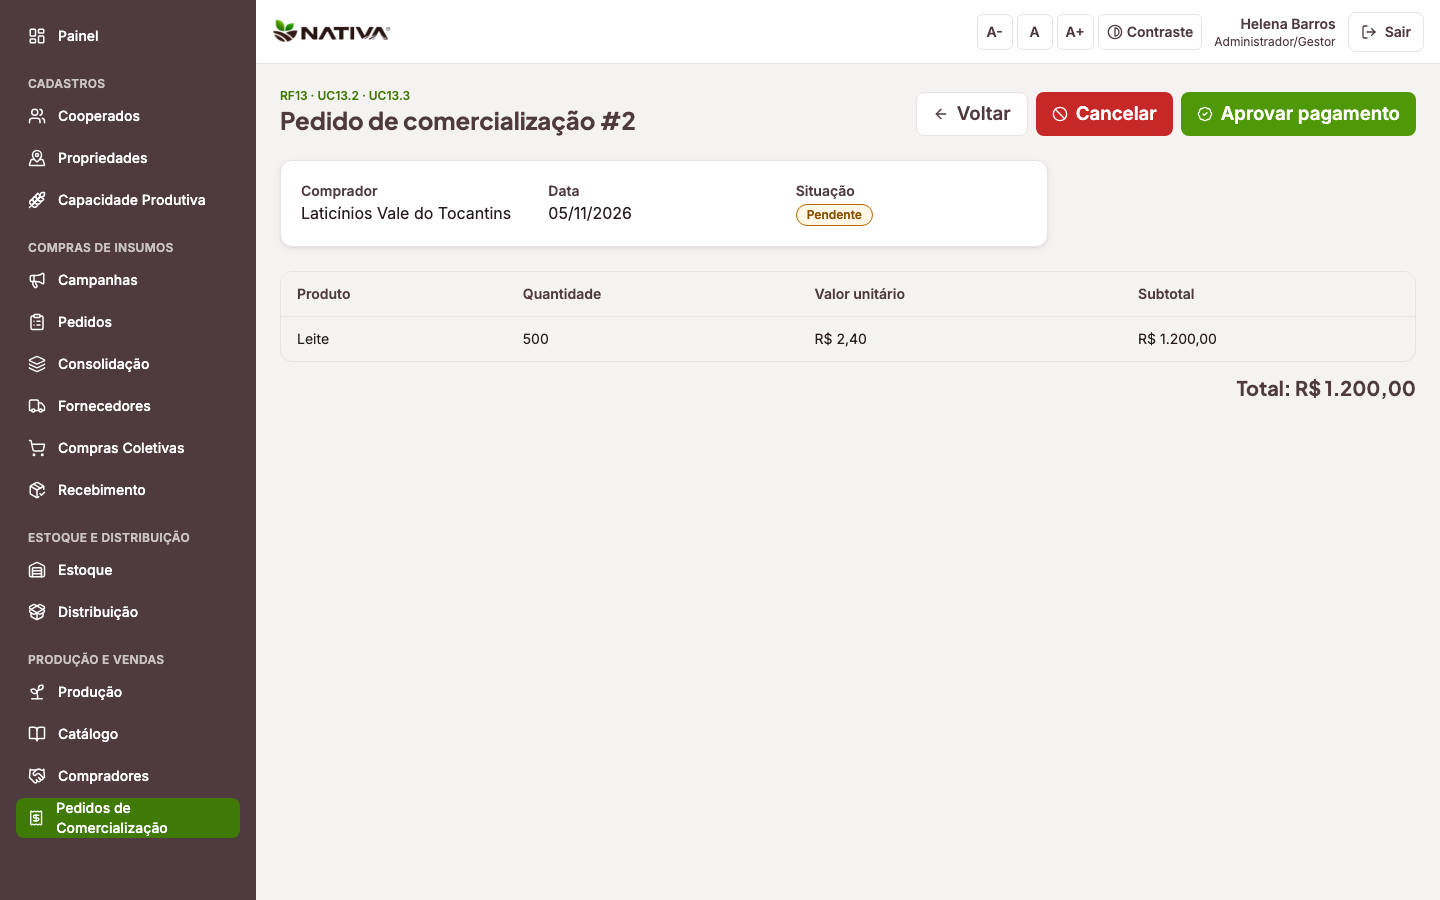 Painel
CADASTROS
Cooperados
Propriedades
Capacidade Produtiva
COMPRAS DE INSUMOS
Campanhas
Pedidos
Consolidação
Fornecedores
Compras Coletivas
Recebimento
ESTOQUE E DISTRIBUIÇÃO
Estoque
Distribuição
PRODUÇÃO E VENDAS
Produção
Catálogo
Compradores
Pedidos de
Comercialização
NATIVA
A- A A+ Contraste
Helena Barros
Administrador/Gestor
Sair
RF13 · UC13.2 · UC13.3
Pedido de comercialização #2
Voltar Cancelar Aprovar pagamento
Comprador Data Situação
Laticínios Vale do Tocantins 05/11/2026 Pendente
Produto Quantidade Valor unitário Subtotal
Leite 500 R$ 2,40 R$ 1.200,00
Total: R$ 1.200,00